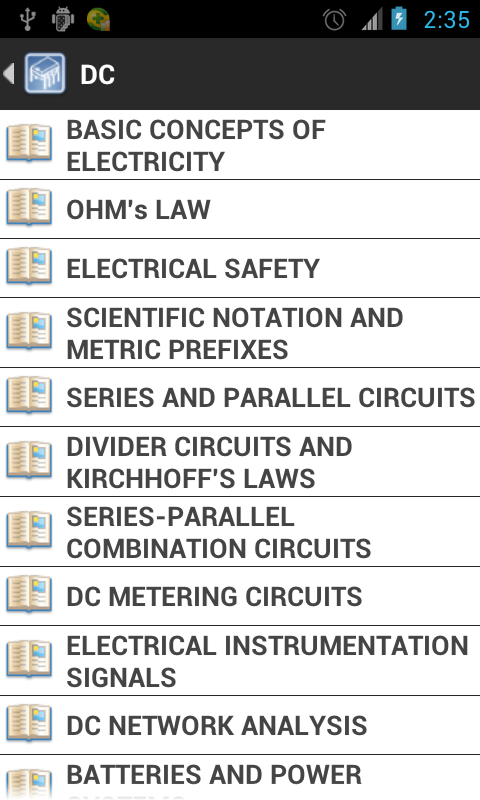 2:35
DC
BASIC CONCEPTS OF
ELECTRICITY
OHM's LAW
ELECTRICAL SAFETY
SCIENTIFIC NOTATION AND
METRIC PREFIXES
SERIES AND PARALLEL CIRCUITS
DIVIDER CIRCUITS AND
KIRCHHOFF'S LAWS
SERIES-PARALLEL
COMBINATION CIRCUITS
DC METERING CIRCUITS
ELECTRICAL INSTRUMENTATION
SIGNALS
DC NETWORK ANALYSIS
BATTERIES AND POWER